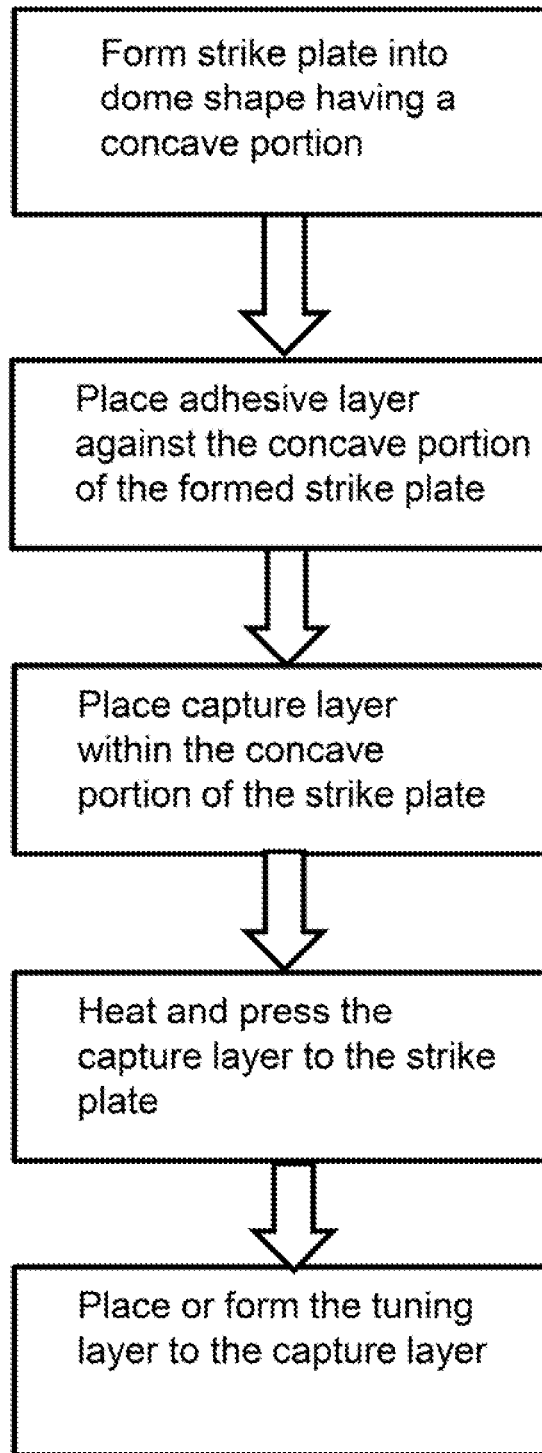 Form strike plate into
dome shape having a
concave portion
Place adhesive layer
against the concave portion
of the formed strike plate
Place capture layer
within the concave
portion of the strike plate
Heat and press the
capture layer to the strike
plate
Place or form the tuning
layer to the capture layer